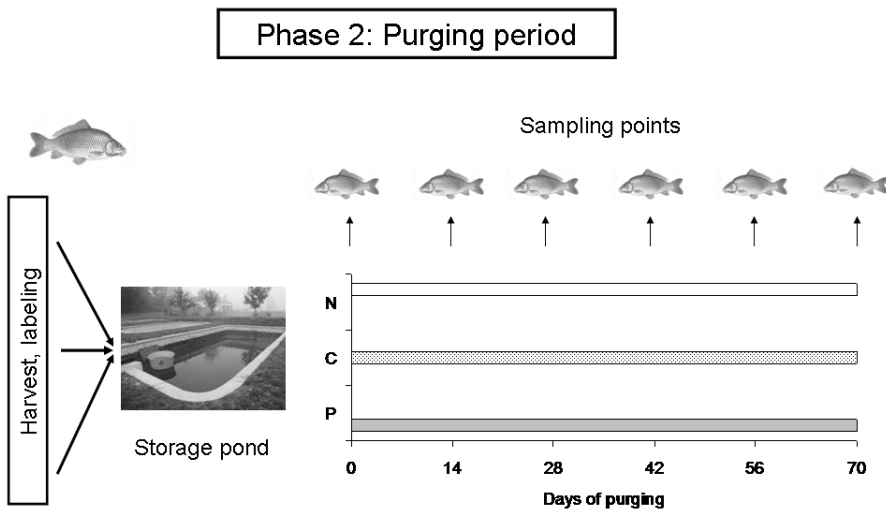 Phase 2: Purging period
Sampling points
Harvest, labeling
Storage pond
N
C
P
0 14 28 42 56 70
Days of purging